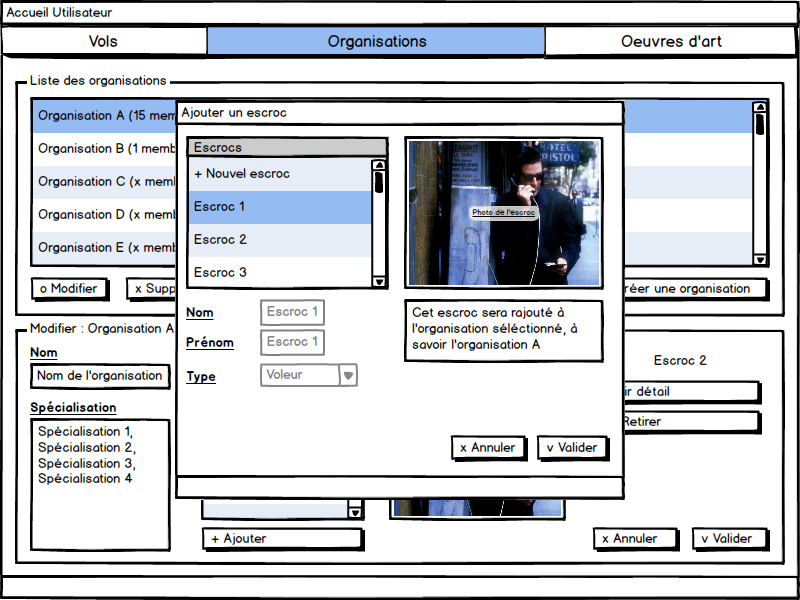 Accueil Utilisateur
Vols
Organisations
Oeuvres d'art
Liste des organisations
Organisation A (15 mem
Organisation B (1 memb
Organisation C (x memb
Organisation D (x memb
Organisation E (x memb
o Modifier
x Supp
réer une organisation
Ajouter un escroc
Escrocs
+ Nouvel escroc
Escroc 1
Escroc 2
Escroc 3
HOTEL
BRISTOL
Photo de l'escroc
Nom
Escroc 1
Prénom
Escroc 1
Type
Voleur
Cet escroc sera rajouté à
l'organisation séléctionné, à
savoir l'organisation A
x Annuler
v Valider
Modifier : Organisation A
Nom
Nom de l'organisation
Spécialisation
Spécialisation 1,
Spécialisation 2,
Spécialisation 3,
Spécialisation 4
Escroc 2
ir détail
Retirer
+ Ajouter
x Annuler
v Valider